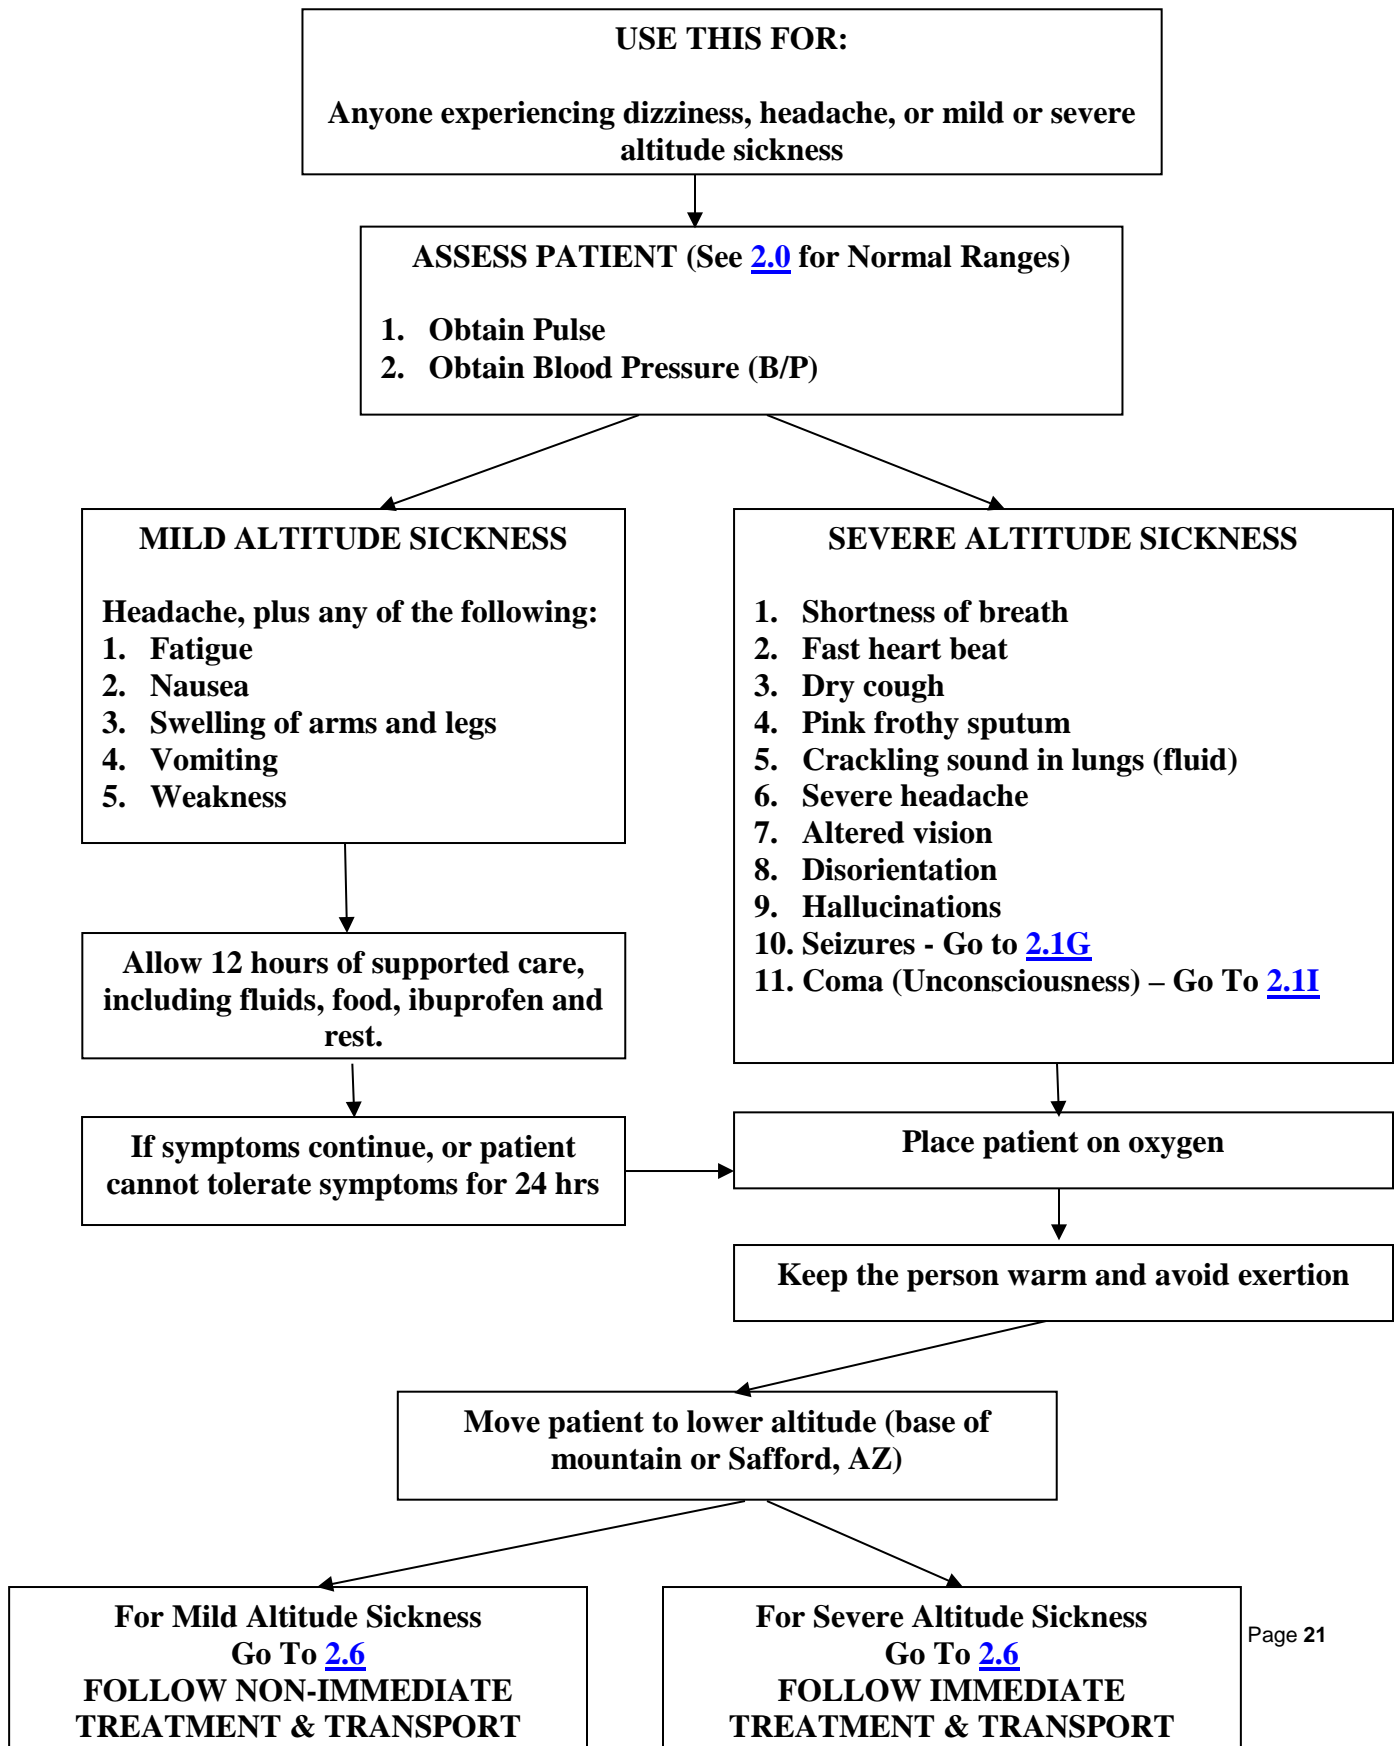 USE THIS FOR:
Anyone experiencing dizziness, headache, or mild or severe
altitude sickness
ASSESS PATIENT (See 2.0 for Normal Ranges)
1. Obtain Pulse
2. Obtain Blood Pressure (B/P)
MILD ALTITUDE SICKNESS
Headache, plus any of the following:
1. Fatigue
2. Nausea
3. Swelling of arms and legs
4. Vomiting
5. Weakness
SEVERE ALTITUDE SICKNESS
1. Shortness of breath
2. Fast heart beat
3. Dry cough
4. Pink frothy sputum
5. Crackling sound in lungs (fluid)
6. Severe headache
7. Altered vision
8. Disorientation
9. Hallucinations
10. Seizures - Go to 2.1G
11. Coma (Unconsciousness) – Go To 2.1I
Allow 12 hours of supported care,
including fluids, food, ibuprofen and
rest.
If symptoms continue, or patient
cannot tolerate symptoms for 24 hrs
Place patient on oxygen
Keep the person warm and avoid exertion
Move patient to lower altitude (base of
mountain or Safford, AZ)
For Mild Altitude Sickness
Go To 2.6
FOLLOW NON-IMMEDIATE
TREATMENT & TRANSPORT
For Severe Altitude Sickness
Go To 2.6
FOLLOW IMMEDIATE
TREATMENT & TRANSPORT
Page 21